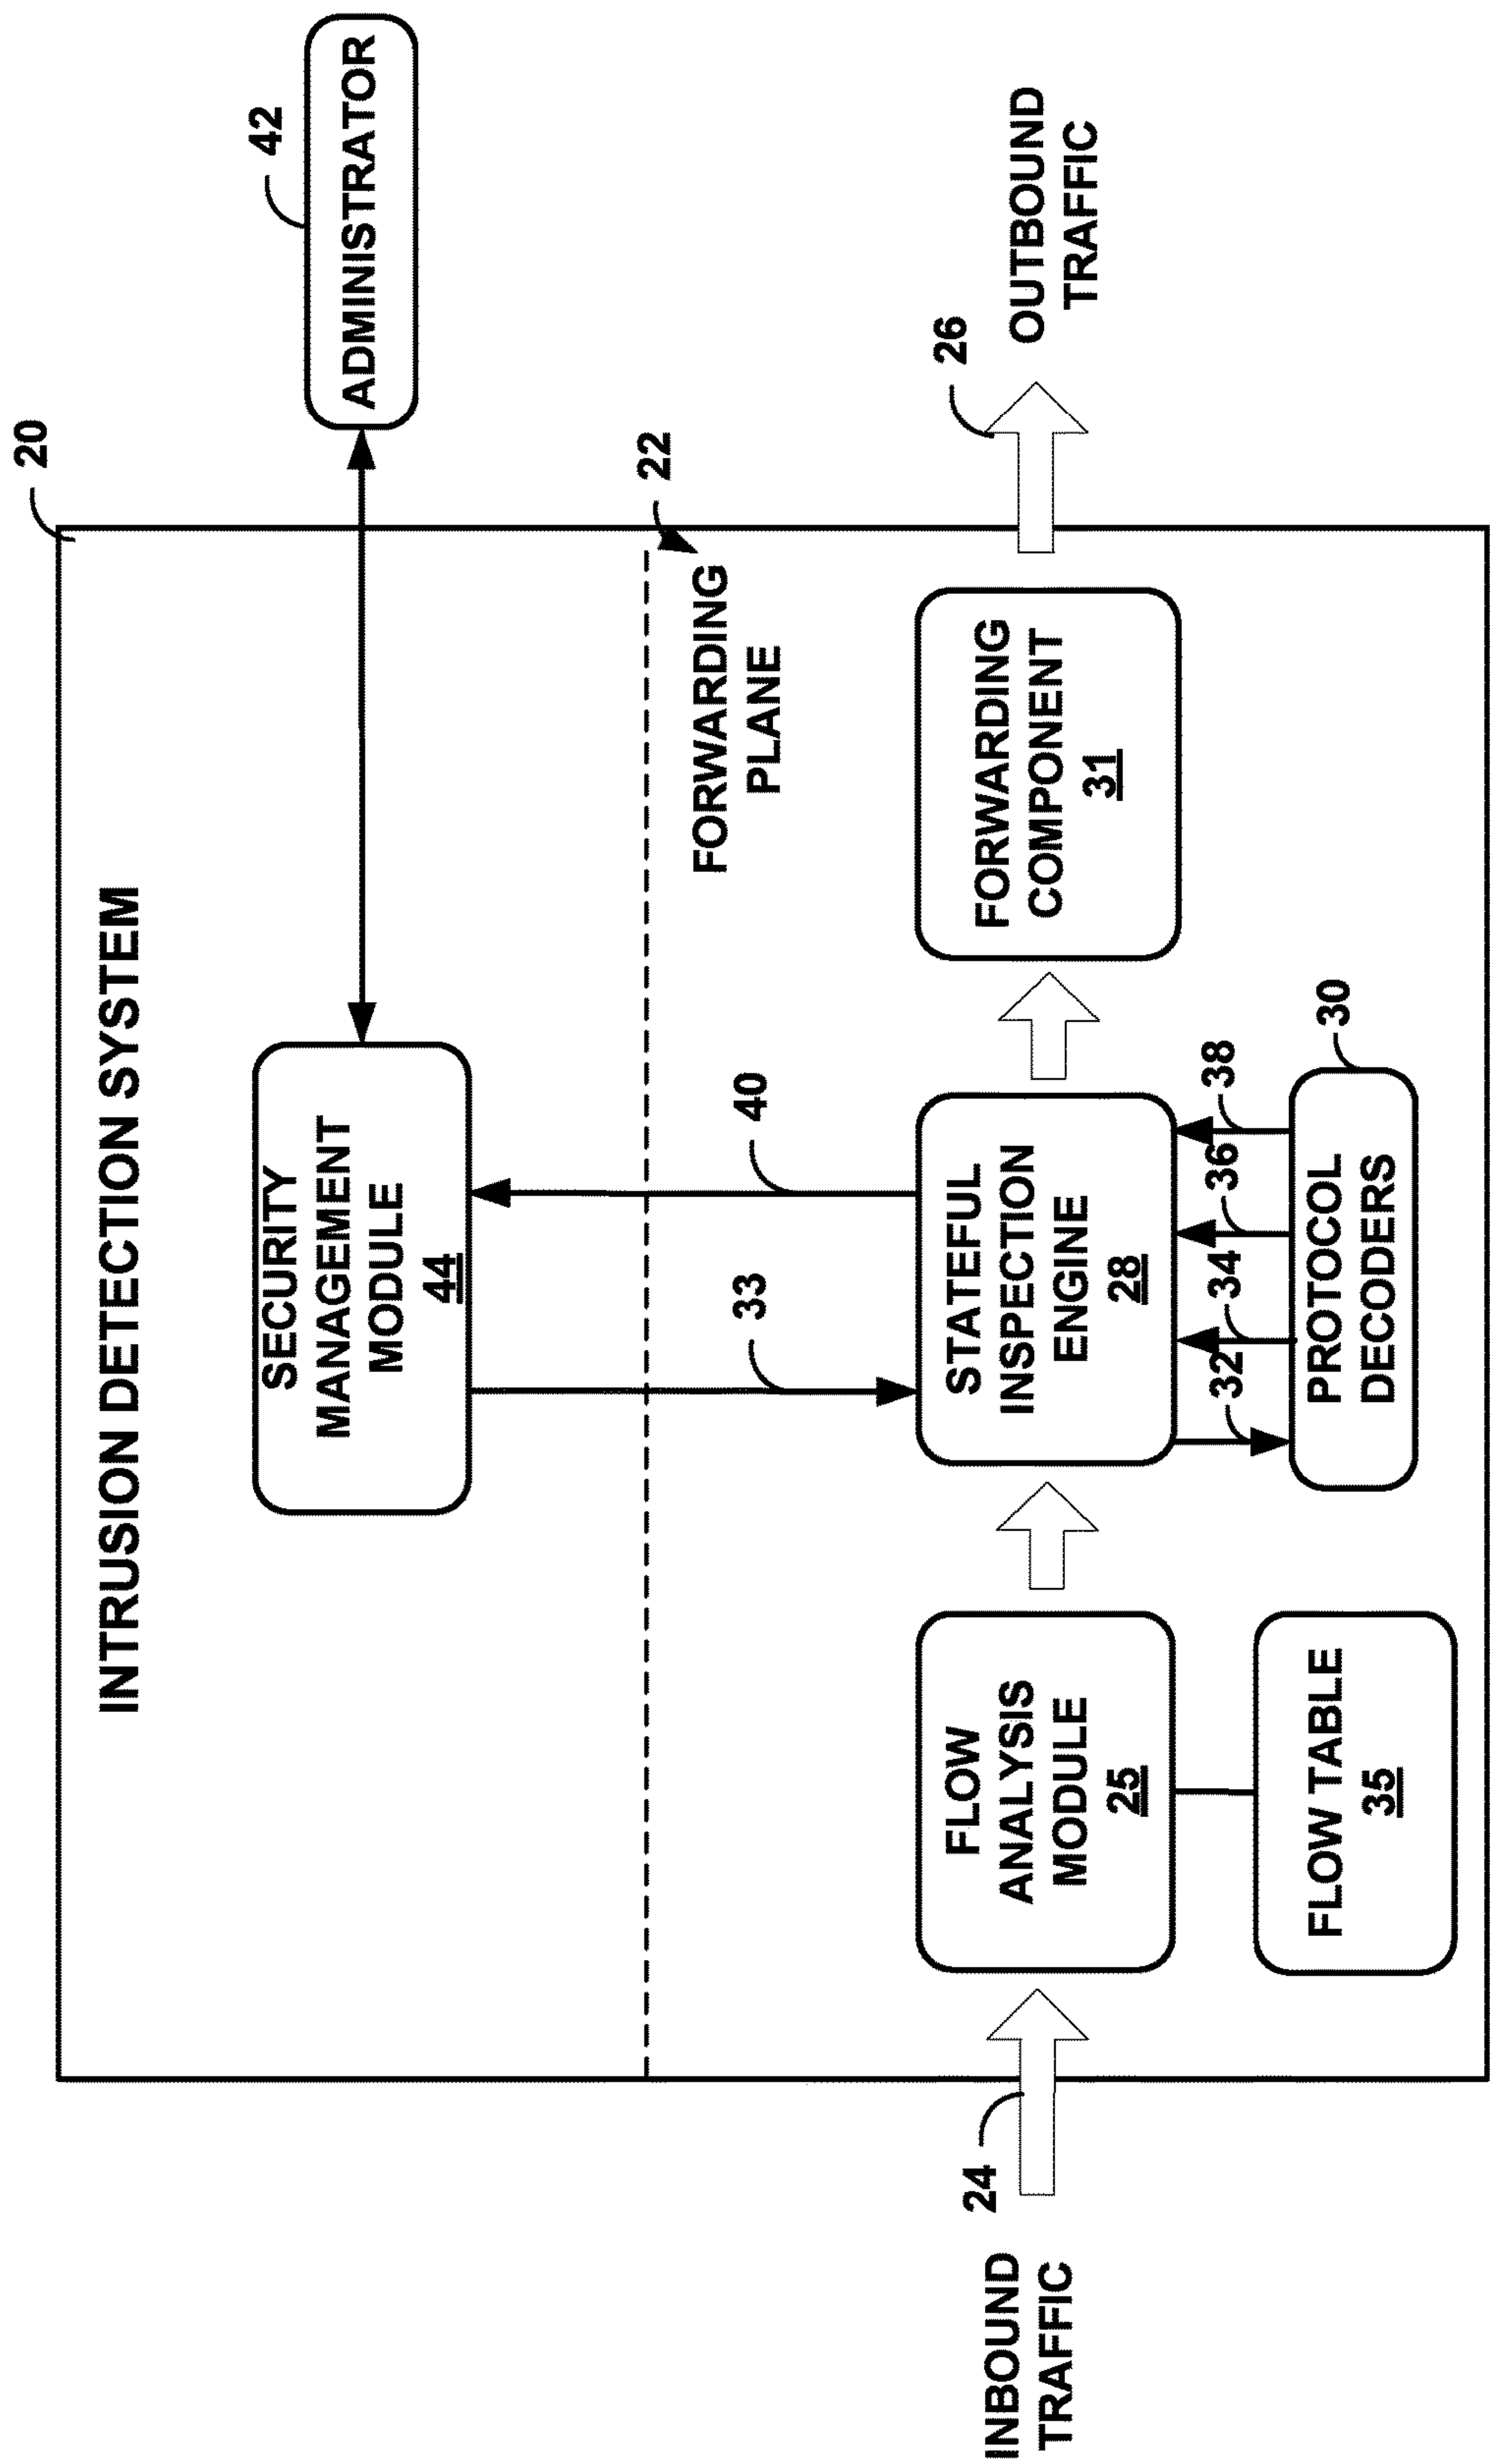 INTRUSION DETECTION SYSTEM
20
42
ADMINISTRATOR
SECURITY
MANAGEMENT
MODULE
44
22
FORWARDING
PLANE
33
40
INBOUND
TRAFFIC
24
FLOW
ANALYSIS
MODULE
25
STATEFUL
INSPECTION
ENGINE
28
FORWARDING
COMPONENT
31
26
OUTBOUND
TRAFFIC
32
34
36
38
FLOW TABLE
35
PROTOCOL
DECODERS
30